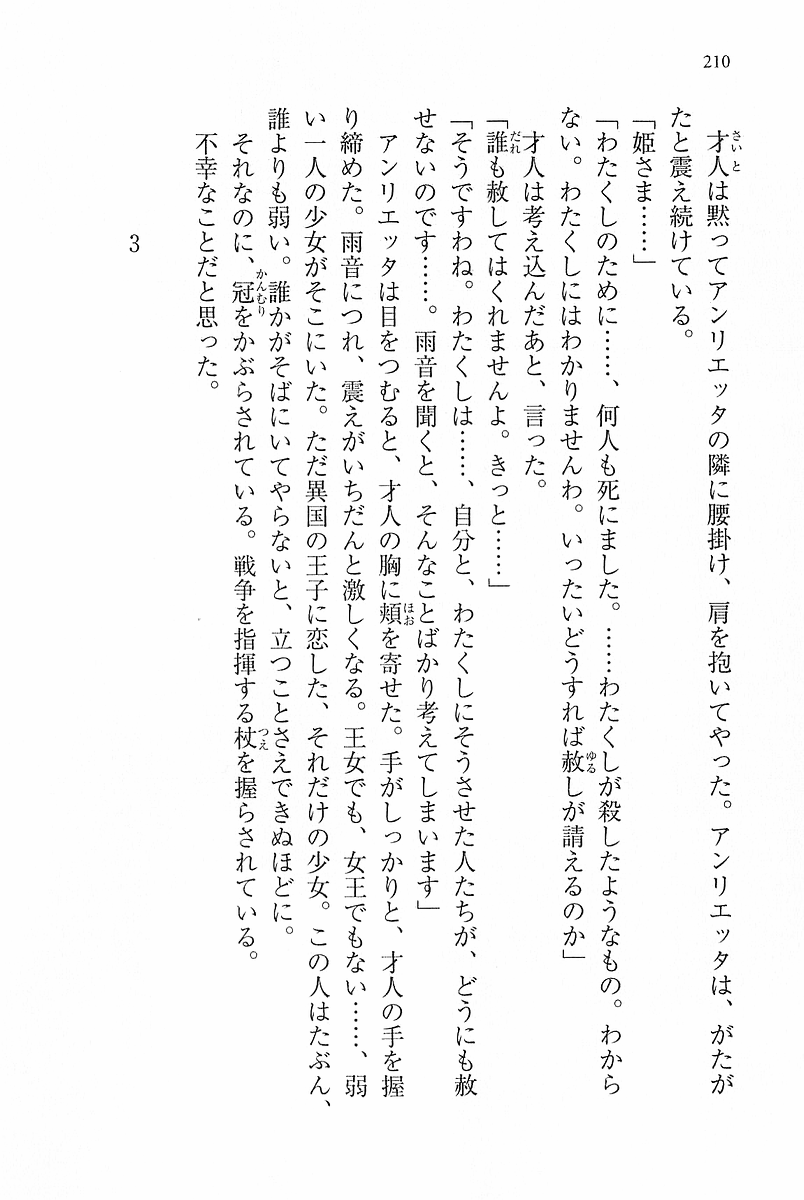 210
才人は黙ってアンリエッタの隣に腰掛け、肩を抱いてやった。アンリエッタは、がたが
たと震え続けている。
「姫さま……」
「わたくしのために……、何人も死にました。……わたくしが殺したようなもの。わから
ない。わたくしにはわかりませんわ。いったいどうすれば赦しが請えるのか」
才人は考え込んだあと、言った。
「誰も赦してはくれませんよ。きっと……」
「そうですわね。わたくしは……、自分と、わたくしにそうさせた人たちが、どうにも赦
せないのです……。雨音を聞くと、そんなことばかり考えてしまいます」
アンリエッタは目をつむると、才人の胸に頬を寄せた。手がしっかりと、才人の手を握
り締めた。雨音につれ、震えがいちだんと激しくなる。王女でも、女王でもない……、弱
い一人の少女がそこにいた。ただ異国の王子に恋した、それだけの少女。この人はたぶん、
誰よりも弱い。誰かがそばにいてやらないと、立つことさえできぬほどに。
それなのに、冠をかぶらされている。戦争を指揮する杖を握らされている。
不幸なことだと思った。
3